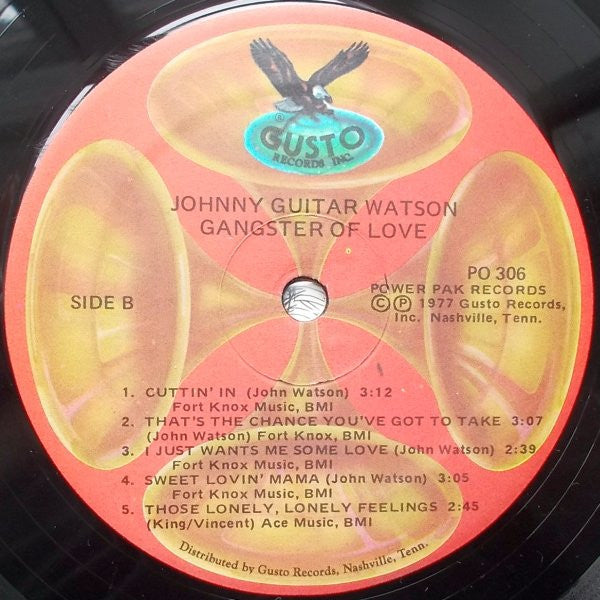 ®
GUSTO
RECORDS INC.
JOHNNY GUITAR WATSON
GANGSTER OF LOVE
SIDE B
PO 306
POWER PAK RECORDS
© ℗ 1977 Gusto Records,
Inc. Nashville, Tenn.
1. CUTTIN' IN (John Watson) 3:12
Fort Knox Music, BMI
2. THAT'S THE CHANCE YOU'VE GOT TO TAKE 3:07
(John Watson) Fort Knox, BMI
3. I JUST WANTS ME SOME LOVE (John Watson) 2:39
Fort Knox Music, BMI
4. SWEET LOVIN' MAMA (John Watson) 3:05
Fort Knox Music, BMI
5. THOSE LONELY, LONELY FEELINGS 2:45
(King/Vincent) Ace Music, BMI
Distributed by Gusto Records, Nashville, Tenn.